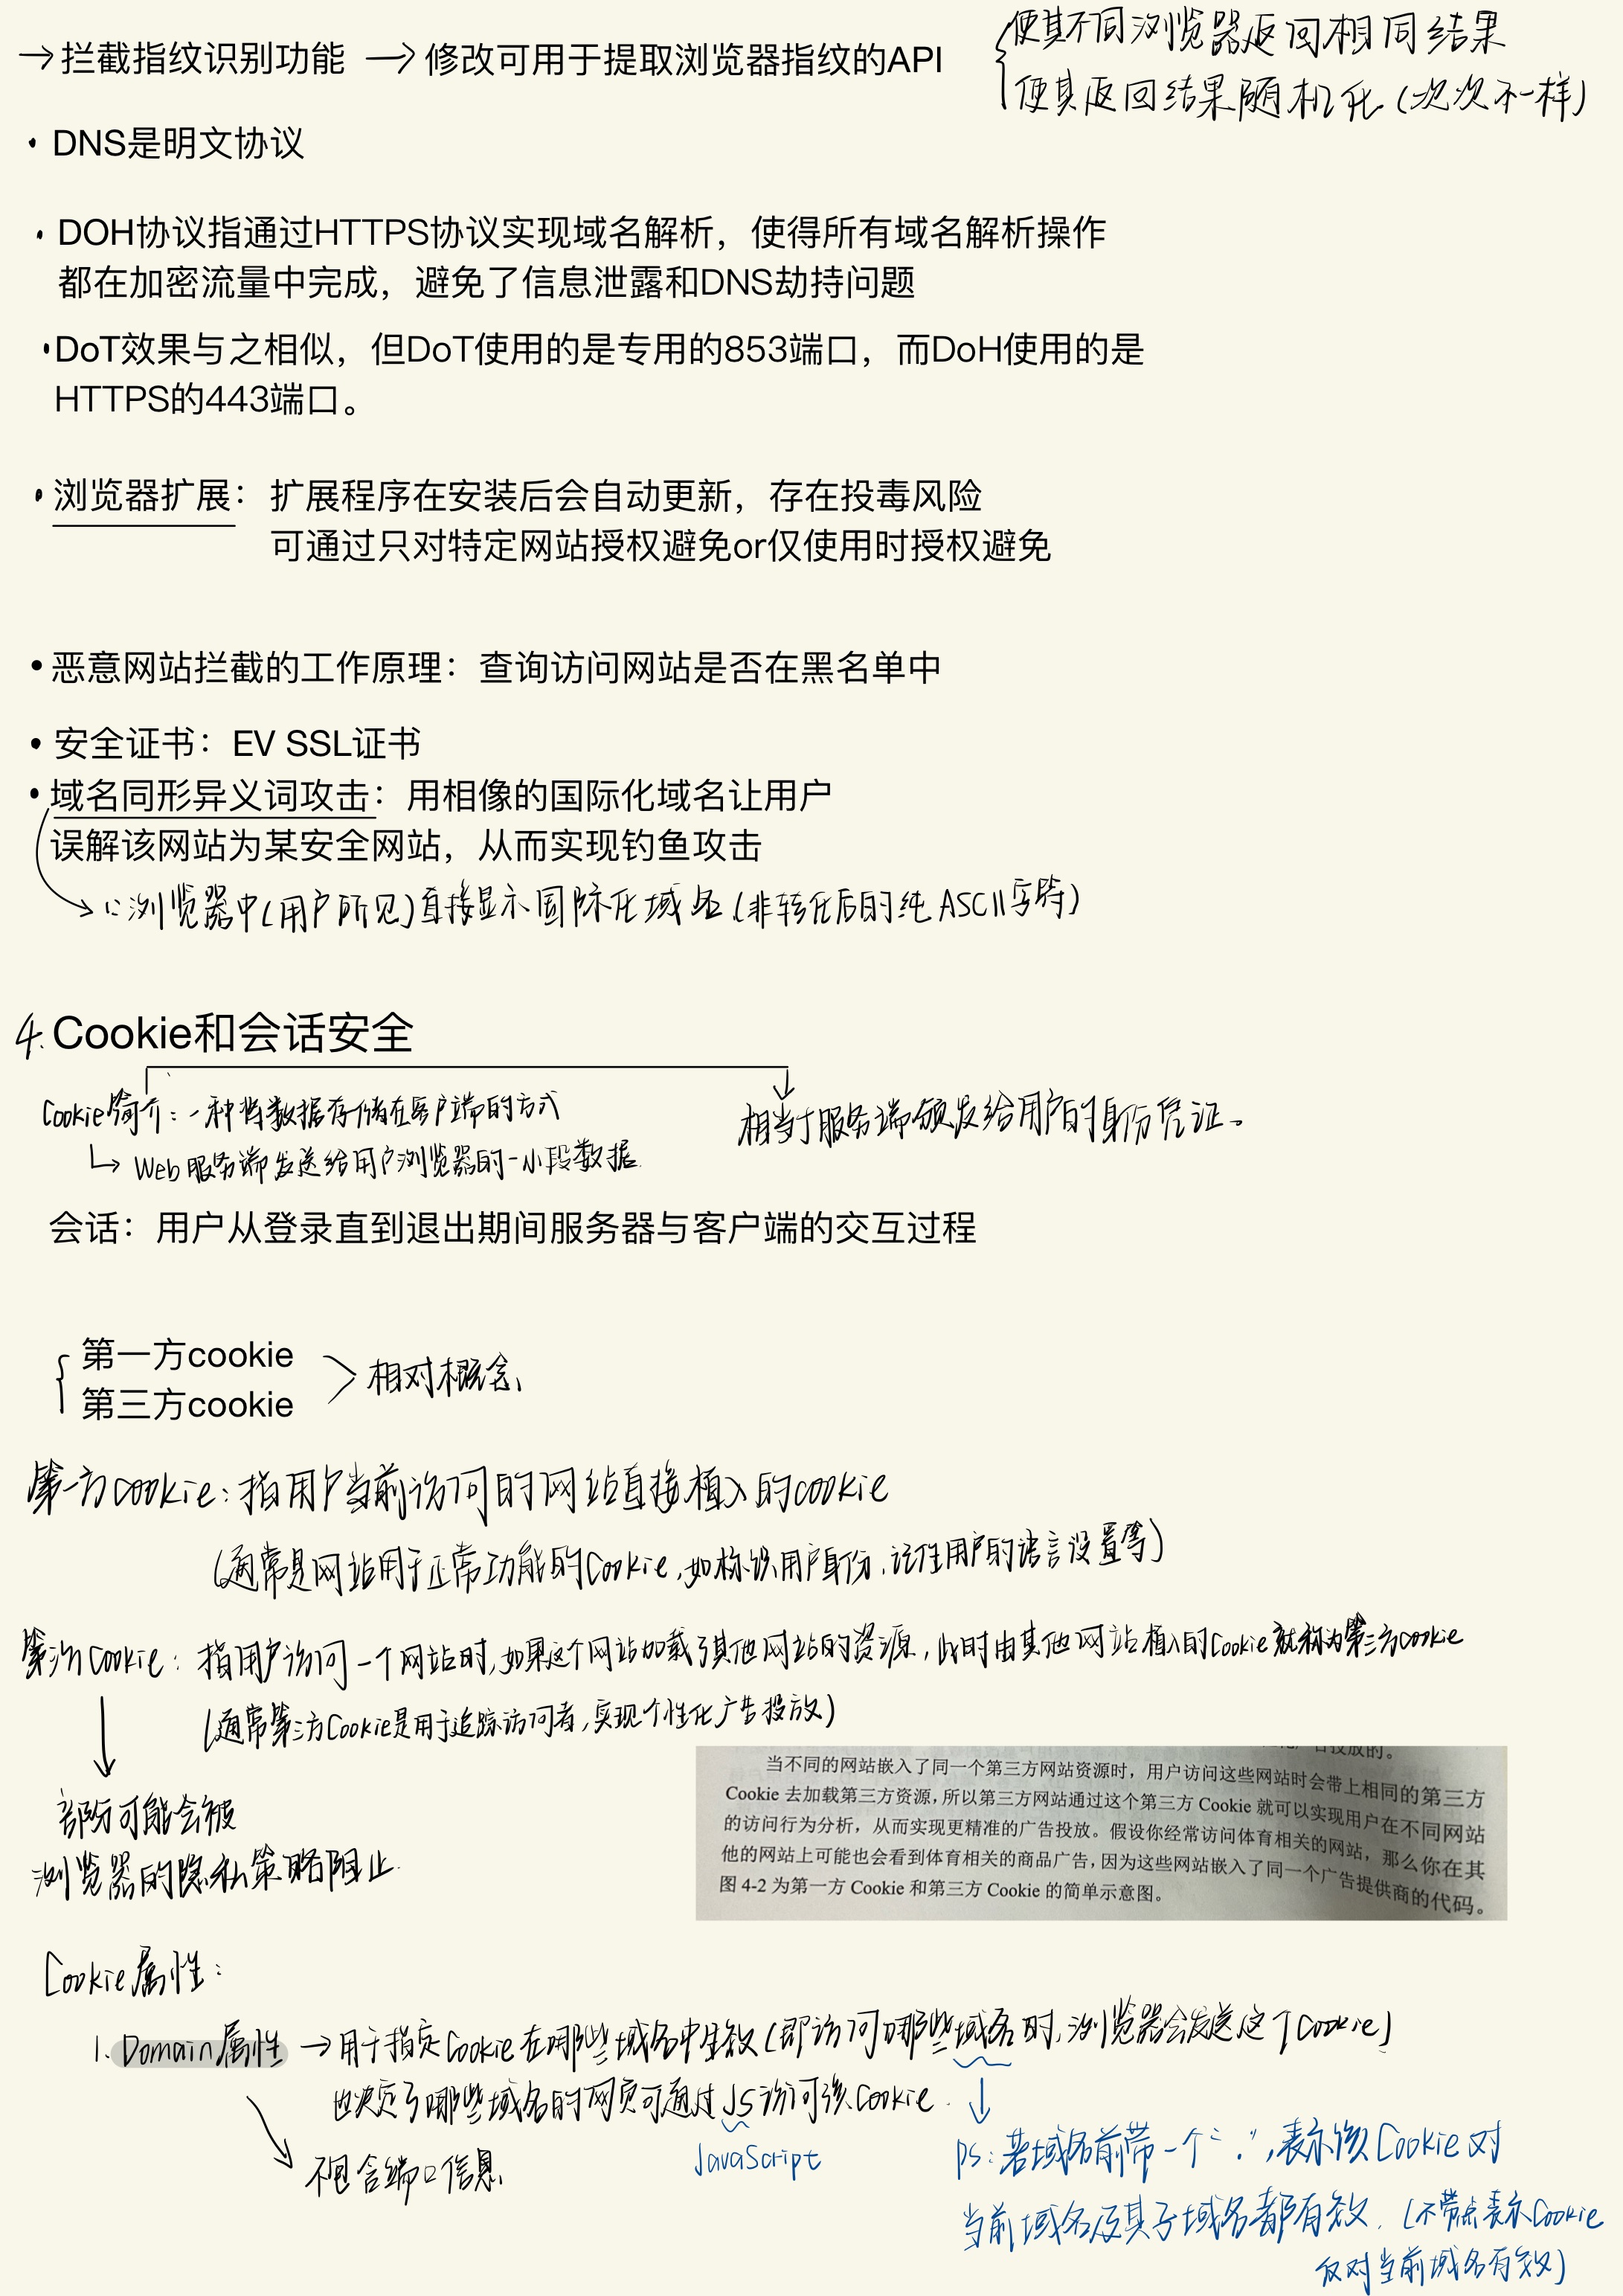 →拦截指纹识别功能 → 修改可用于提取浏览器指纹的API
使其不同浏览器返回相同结果
使其返回结果随机化(次次不一样)
· DNS是明文协议
· DOH协议指通过HTTPS协议实现域名解析，使得所有域名解析操作
都在加密流量中完成，避免了信息泄露和DNS劫持问题
·DoT效果与之相似，但DoT使用的是专用的853端口，而DoH使用的是
HTTPS的443端口。
· 浏览器扩展： 扩展程序在安装后会自动更新，存在投毒风险
可通过只对特定网站授权避免or仅使用时授权避免
• 恶意网站拦截的工作原理：查询访问网站是否在黑名单中
• 安全证书：EV SSL证书
• 域名同形异义词攻击：用相像的国际化域名让用户
误解该网站为某安全网站，从而实现钓鱼攻击
∵浏览器中(用户所见)直接显示国际化域名(非转化后的纯ASCII字符)
4. Cookie和会话安全
Cookie简介：一种将数据存储在客户端的方式
相当于服务端颁发给用户的身份凭证。
↳ Web服务端发送给用户浏览器的一小段数据.
会话：用户从登录直到退出期间服务器与客户端的交互过程
第一方cookie
第三方cookie
相对概念
第一方cookie：指用户当前访问的网站直接植入的cookie
(通常是网站用于正常功能的Cookie,如标识用户身份、记住用户的语言设置等)
第三方Cookie：指用户访问一个网站时,如果这个网站加载了其他网站的资源,此时由其他网站植入的Cookie就称为第三方cookie
(通常第三方Cookie是用于追踪访问者,实现个性化广告投放)
部分可能会被
浏览器的隐私策略阻止.
告投放的。
当不同的网站嵌入了同一个第三方网站资源时，用户访问这些网站时会带上相同的第三方
Cookie 去加载第三方资源，所以第三方网站通过这个第三方 Cookie 就可以实现用户在不同网站
的访问行为分析，从而实现更精准的广告投放。假设你经常访问体育相关的网站，那么你在其
他的网站上可能也会看到体育相关的商品广告，因为这些网站嵌入了同一个广告提供商的代码。
图 4-2 为第一方 Cookie 和第三方 Cookie 的简单示意图。
Cookie属性：
1. Domain属性 → 用于指定Cookie在哪些域名中生效(即访问哪些域名时,浏览器会发送这个Cookie)
也决定了哪些域名的网页可通过JS访问该Cookie.
JavaScript
不包含端口信息
ps:若域名前带一个“.”,表示该Cookie对
当前域名及其子域名都有效. (不带点表示Cookie
仅对当前域名有效)